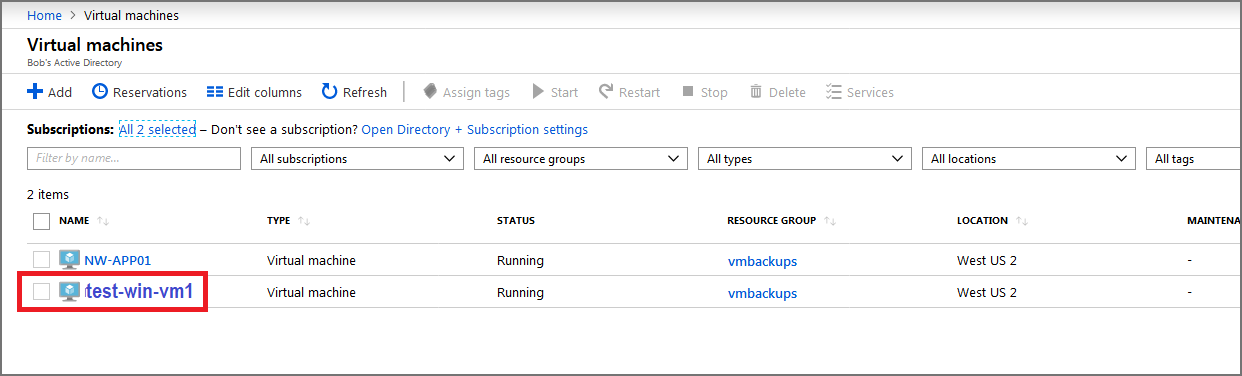 Home > Virtual machines
Virtual machines
Bob's Active Directory
Add Reservations Edit columns Refresh Assign tags Start Restart Stop Delete Services
Subscriptions: All 2 selected – Don't see a subscription? Open Directory + Subscription settings
Filter by name... All subscriptions All resource groups All types All locations All tags
2 items
NAME TYPE STATUS RESOURCE GROUP LOCATION MAINTENA
NW-APP01 Virtual machine Running vmbackups West US 2 -
test-win-vm1 Virtual machine Running vmbackups West US 2 -